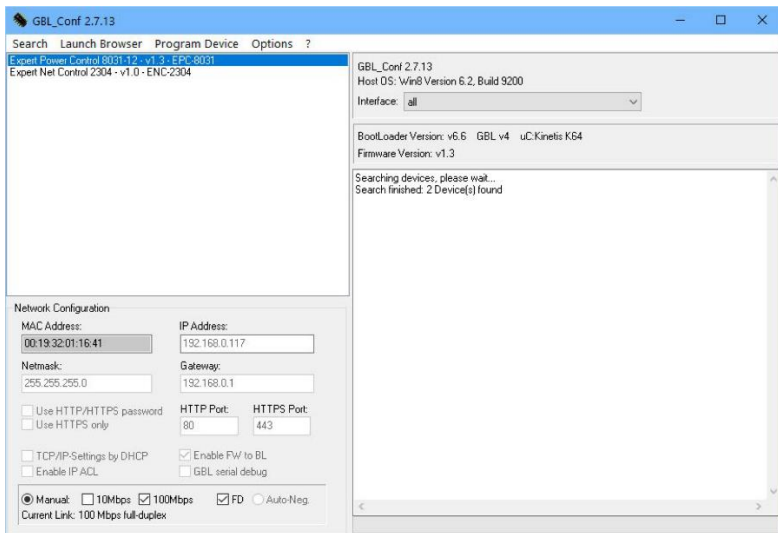 GBL_Conf 2.7.13
Search Launch Browser Program Device Options ?
Expert Power Control 8031-12 - v1.3 - EPC-8031
Expert Net Control 2304 - v1.0 - ENC-2304
GBL_Conf 2.7.13
Host OS: Win8 Version 6.2, Build 9200
Interface: all
BootLoader Version: v6.6 GBL v4 uC:Kinetis K64
Firmware Version: v1.3
Searching devices, please wait...
Search finished: 2 Device(s) found
Network Configuration
MAC Address: IP Address:
00:19:32:01:16:41 192.168.0.117
Netmask: Gateway:
255.255.255.0 192.168.0.1
Use HTTP/HTTPS password HTTP Port: HTTPS Port:
Use HTTPS only 80 443
TCP/IP-Settings by DHCP Enable FW to BL
Enable IP ACL GBL serial debug
Manual: 10Mbps 100Mbps FD Auto-Neg.
Current Link: 100 Mbps full-duplex